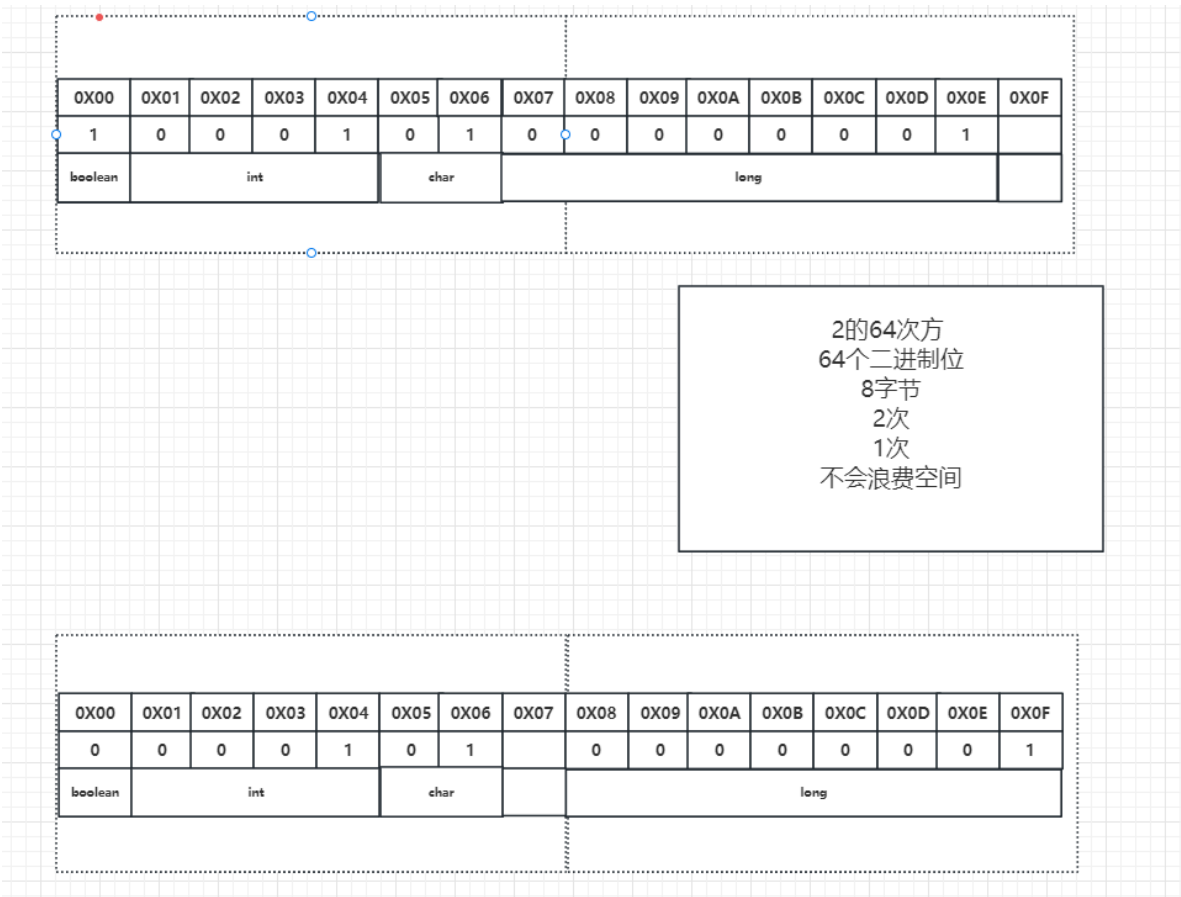 0X00 0X01 0X02 0X03 0X04 0X05 0X06 0X07 0X08 0X09 0X0A 0X0B 0X0C 0X0D 0X0E 0X0F
1 0 0 0 1 0 1 0 0 0 0 0 0 0 1
boolean int char long
2的64次方
64个二进制位
8字节
2次
1次
不会浪费空间
0X00 0X01 0X02 0X03 0X04 0X05 0X06 0X07 0X08 0X09 0X0A 0X0B 0X0C 0X0D 0X0E 0X0F
0 0 0 0 1 0 1 0 0 0 0 0 0 0 1
boolean int char long